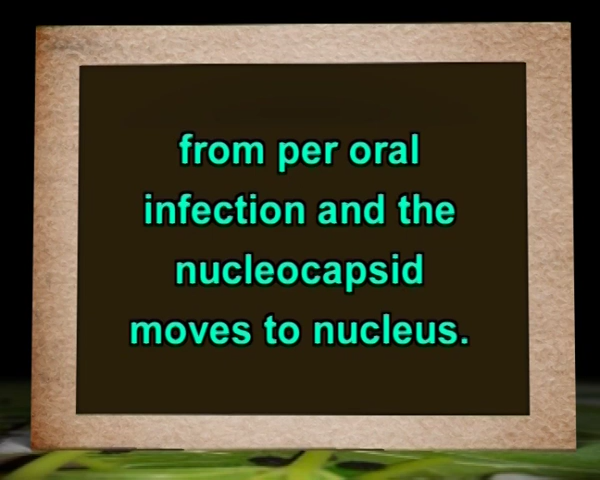 from per oral
infection and the
nucleocapsid
moves to nucleus.